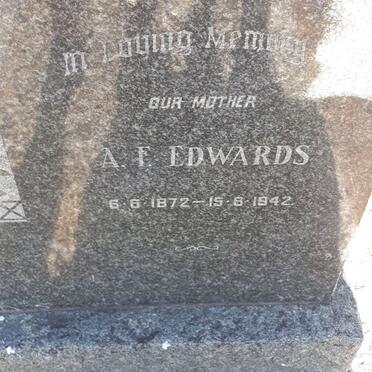 In Loving Memory
OUR MOTHER
A. F. EDWARDS
6·6·1872–15·6·1942